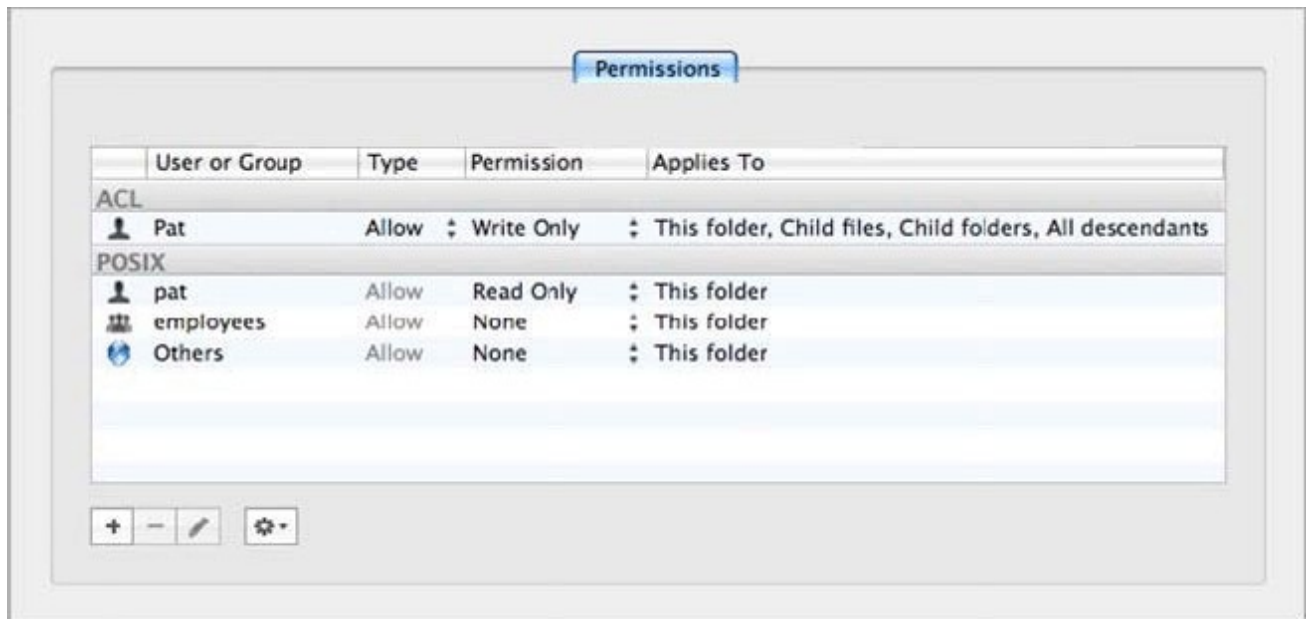 Permissions
User or Group Type Permission Applies To
ACL
Pat Allow Write Only This folder, Child files, Child folders, All descendants
POSIX
pat Allow Read Only This folder
employees Allow None This folder
Others Allow None This folder